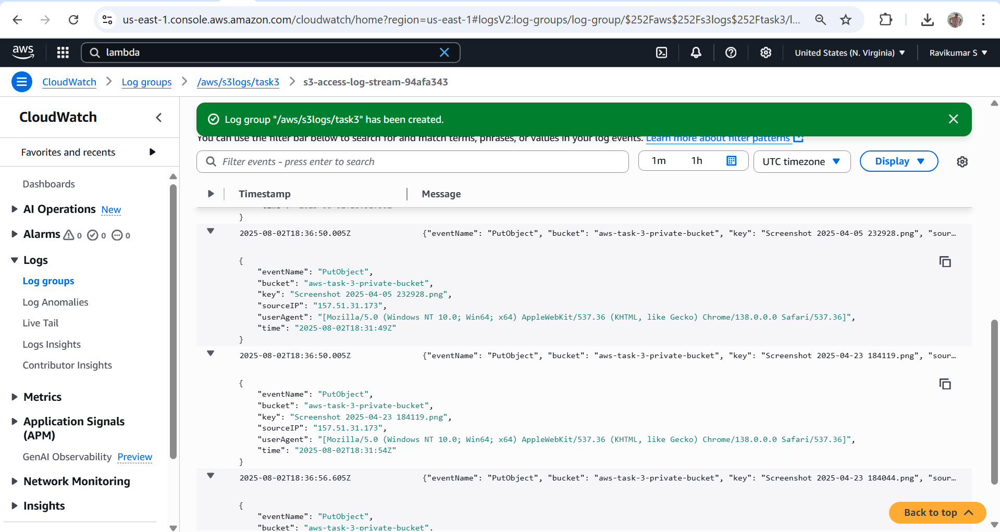 us-east-1.console.aws.amazon.com/cloudwatch/home?region=us-east-1#logsV2:log-groups/log-group/$252Faws$252Fs3logs$252Ftask3/l...
aws
lambda
United States (N. Virginia)
Ravikumar S
CloudWatch
Log groups
/aws/s3logs/task3
s3-access-log-stream-94afa343
CloudWatch
Favorites and recents
Dashboards
AI Operations New
Alarms 0 0 0
Logs
Log groups
Log Anomalies
Live Tail
Logs Insights
Contributor Insights
Metrics
Application Signals
(APM)
GenAI Observability Preview
Network Monitoring
Insights
Log group "/aws/s3logs/task3" has been created.
You can use the filter bar below to search for and match terms, phrases, or values in your log events. Learn more about filter patterns
Filter events - press enter to search
1m 1h
UTC timezone
Display
Timestamp Message
}
2025-08-02T18:36:50.005Z {"eventName": "PutObject", "bucket": "aws-task-3-private-bucket", "key": "Screenshot 2025-04-05 232928.png", "sour…
{
"eventName": "PutObject",
"bucket": "aws-task-3-private-bucket",
"key": "Screenshot 2025-04-05 232928.png",
"sourceIP": "157.51.31.173",
"userAgent": "[Mozilla/5.0 (Windows NT 10.0; Win64; x64) AppleWebKit/537.36 (KHTML, like Gecko) Chrome/138.0.0.0 Safari/537.36]",
"time": "2025-08-02T18:31:49Z"
}
2025-08-02T18:36:50.005Z {"eventName": "PutObject", "bucket": "aws-task-3-private-bucket", "key": "Screenshot 2025-04-23 184119.png", "sour…
{
"eventName": "PutObject",
"bucket": "aws-task-3-private-bucket",
"key": "Screenshot 2025-04-23 184119.png",
"sourceIP": "157.51.31.173",
"userAgent": "[Mozilla/5.0 (Windows NT 10.0; Win64; x64) AppleWebKit/537.36 (KHTML, like Gecko) Chrome/138.0.0.0 Safari/537.36]",
"time": "2025-08-02T18:31:54Z"
}
2025-08-02T18:36:56.605Z {"eventName": "PutObject", "bucket": "aws-task-3-private-bucket", "key": "Screenshot 2025-04-23 184044.png", "sour…
{
"eventName": "PutObject",
"bucket": "aws-task-3-private-bucket",
Back to top